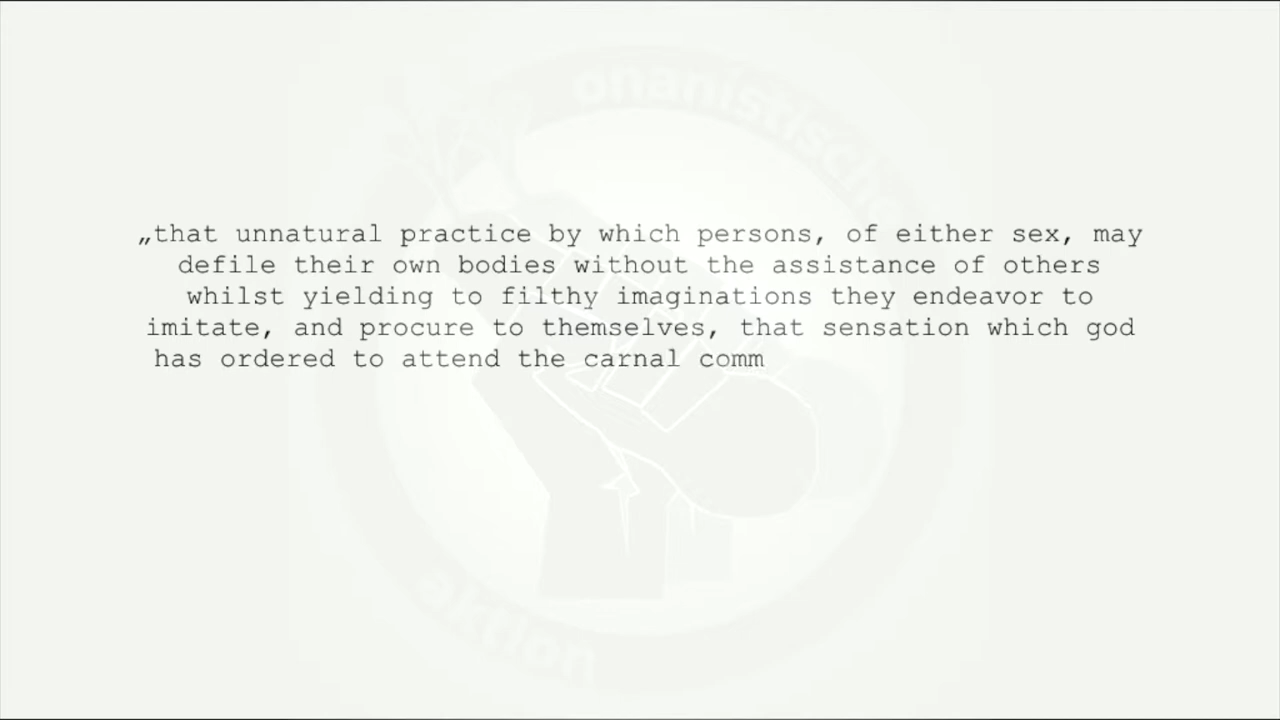 onanistische
„that unnatural practice by which persons, of either sex, may
defile their own bodies without the assistance of others
whilst yielding to filthy imaginations they endeavor to
imitate, and procure to themselves, that sensation which god
has ordered to attend the carnal comm
aktion